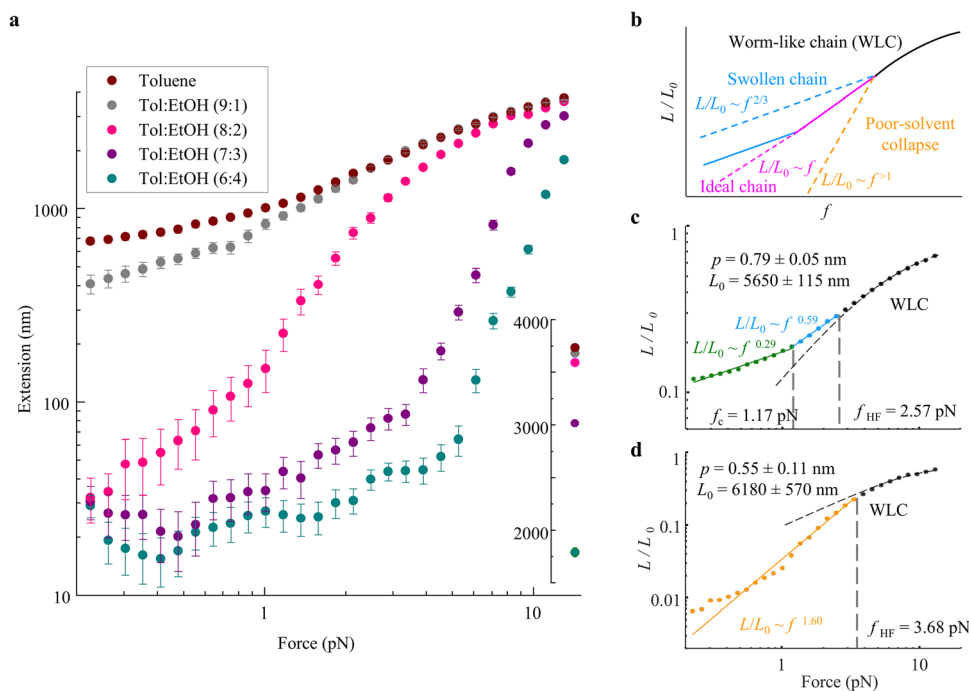 a
Toluene
Tol:EtOH (9:1)
Tol:EtOH (8:2)
Tol:EtOH (7:3)
Tol:EtOH (6:4)
1000
100
10
Extension (nm)
1
10
Force (pN)
4000
3000
2000
b
Worm-like chain (WLC)
Swollen chain
L/L₀ ~ f^2/3
Poor-solvent
collapse
L/L₀ ~ f
Ideal chain
L/L₀ ~ f^>1
L / L₀
f
c
1
p = 0.79 ± 0.05 nm
L₀ = 5650 ± 115 nm
WLC
L/L₀ ~ f^0.59
L/L₀ ~ f^0.29
L / L₀
0.1
f_c = 1.17 pN
f_HF = 2.57 pN
d
1
p = 0.55 ± 0.11 nm
L₀ = 6180 ± 570 nm
WLC
0.1
L / L₀
0.01
L/L₀ ~ f^1.60
f_HF = 3.68 pN
1
10
Force (pN)